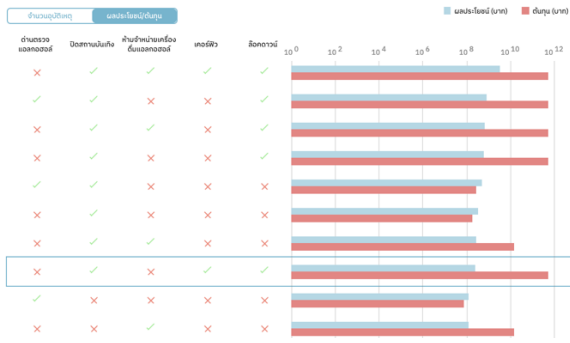 จำนวนอุบัติเหตุ
ผลประโยชน์/ต้นทุน
ผลประโยชน์ (บาท)
ต้นทุน (บาท)
ด่านตรวจ
แอลกอฮอล์
ปิดสถานบันเทิง
ห้ามจำหน่ายเครื่อง
ดื่มแอลกอฮอล์
เคอร์ฟิว
ล็อคดาวน์
10 0
10 2
10 4
10 6
10 8
10 10
10 12